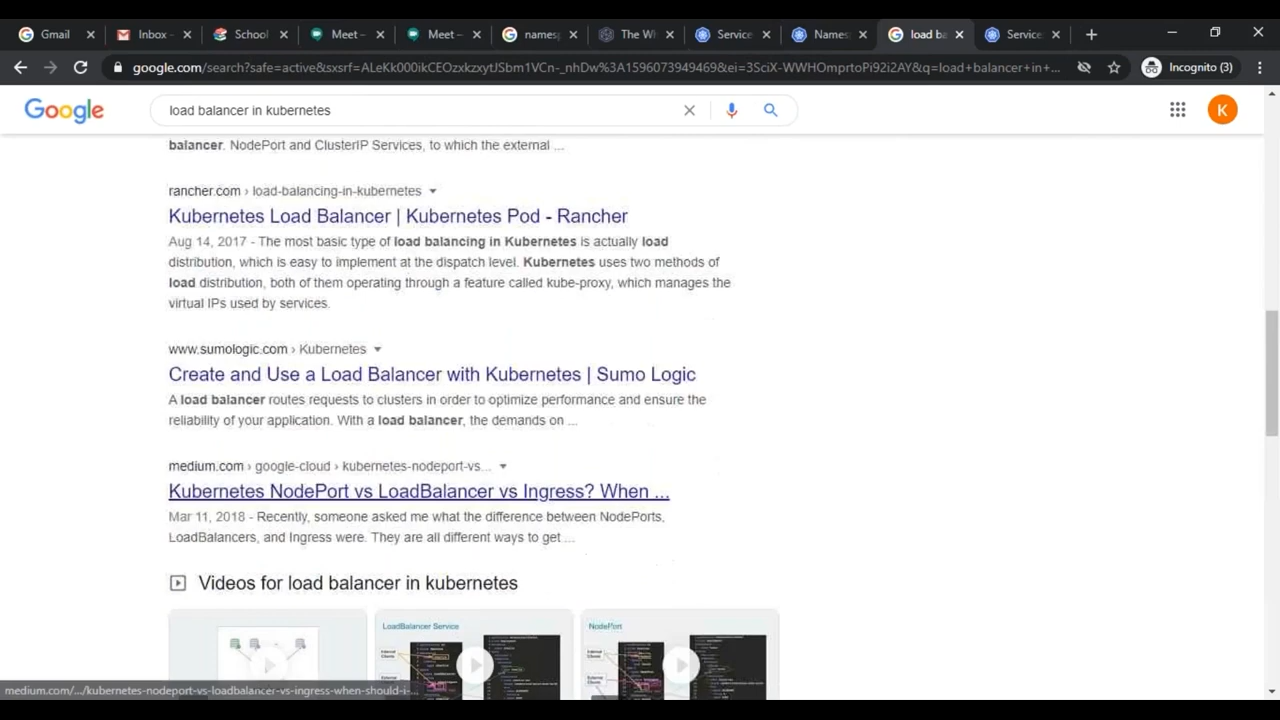 Gmail
Inbox -
School
Meet –
Meet –
names
The Wh
Service
Names
load ba
Service
google.com/search?safe=active&sxsrf=ALeKk000ikCEOzxkzxytJSbm1VCn-_nhDw%3A1596073949469&ei=3SciX-WWHOmprtoPi92i2AY&q=load+balancer+in+...
Incognito (3)
Google
load balancer in kubernetes
K
balancer. NodePort and ClusterIP Services, to which the external ...
rancher.com › load-balancing-in-kubernetes
Kubernetes Load Balancer | Kubernetes Pod - Rancher
Aug 14, 2017 - The most basic type of load balancing in Kubernetes is actually load
distribution, which is easy to implement at the dispatch level. Kubernetes uses two methods of
load distribution, both of them operating through a feature called kube-proxy, which manages the
virtual IPs used by services.
www.sumologic.com › Kubernetes
Create and Use a Load Balancer with Kubernetes | Sumo Logic
A load balancer routes requests to clusters in order to optimize performance and ensure the
reliability of your application. With a load balancer, the demands on ...
medium.com › google-cloud › kubernetes-nodeport-vs...
Kubernetes NodePort vs LoadBalancer vs Ingress? When ...
Mar 11, 2018 - Recently, someone asked me what the difference between NodePorts,
LoadBalancers, and Ingress were. They are all different ways to get ...
Videos for load balancer in kubernetes
LoadBalancer Service
NodePort
medium.com/.../kubernetes-nodeport-vs-loadbalancer-vs-ingress-when-should-i-...